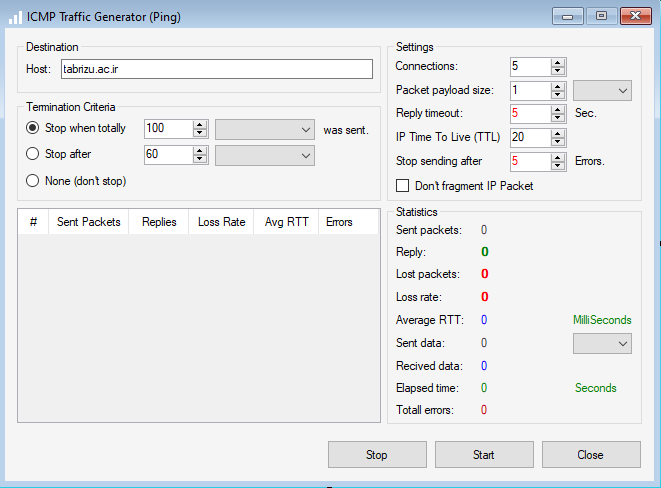 ICMP Traffic Generator (Ping)
Destination
Host: tabrizu.ac.ir
Termination Criteria
Stop when totally 100 was sent.
Stop after 60
None (don't stop)
# Sent Packets Replies Loss Rate Avg RTT Errors
Settings
Connections: 5
Packet payload size: 1
Reply timeout: 5 Sec.
IP Time To Live (TTL) 20
Stop sending after 5 Errors.
Don't fragment IP Packet
Statistics
Sent packets: 0
Reply: 0
Lost packets: 0
Loss rate: 0
Average RTT: 0 MilliSeconds
Sent data: 0
Recived data: 0
Elapsed time: 0 Seconds
Totall errors: 0
Stop Start Close